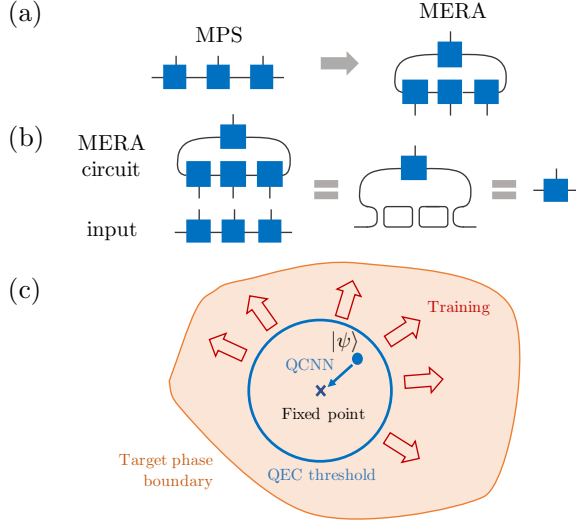 (a)
MPS
MERA
(b)
MERA
circuit
input
(c)
Training
|ψ⟩
QCNN
Fixed point
Target phase
boundary
QEC threshold